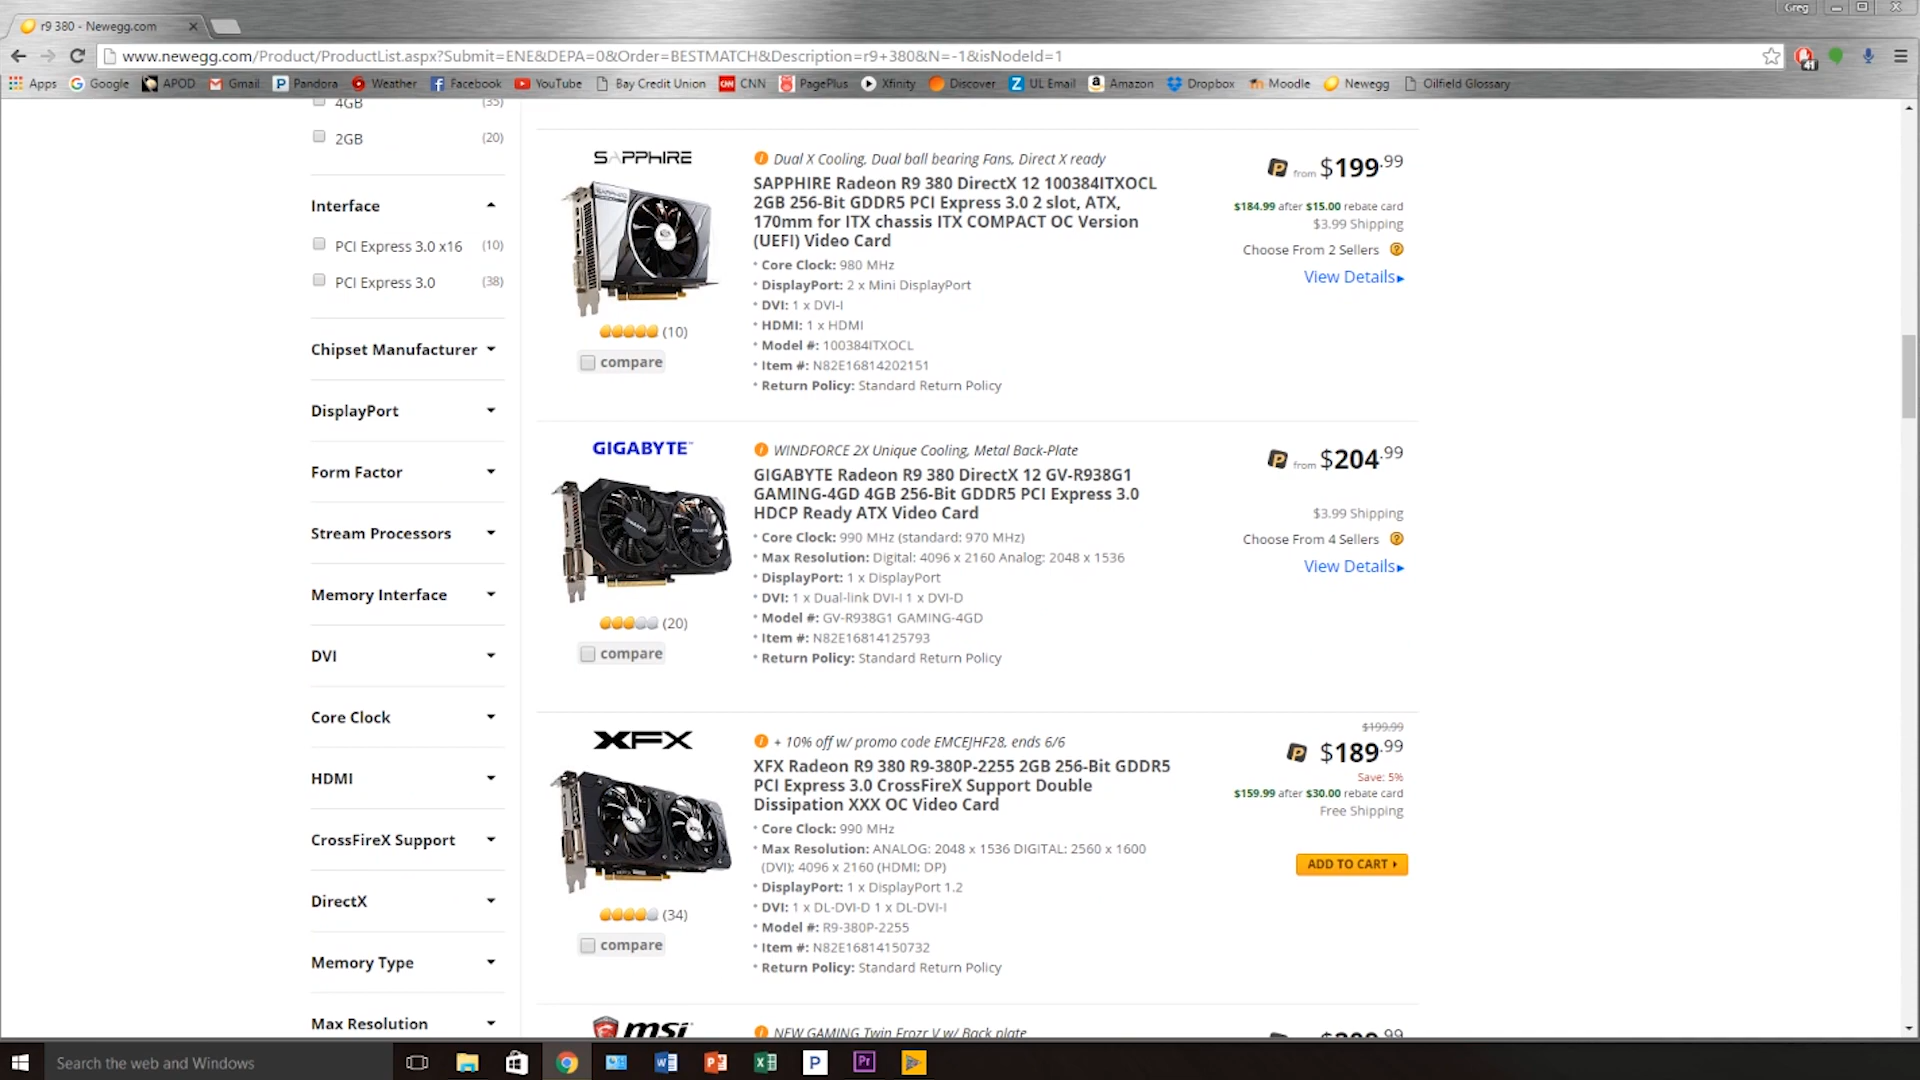 r9 380 - Newegg.com
Greg
www.newegg.com/Product/ProductList.aspx?Submit=ENE&DEPA=0&Order=BESTMATCH&Description=r9+380&N=-1&isNodeId=1
41
Apps Google APOD Gmail Pandora Weather Facebook YouTube Bay Credit Union CNN PagePlus Xfinity Discover UL Email Amazon Dropbox Moodle Newegg Oilfield Glossary
4GB (35)
2GB (20)
Interface
PCI Express 3.0 x16 (10)
PCI Express 3.0 (38)
Chipset Manufacturer
DisplayPort
Form Factor
Stream Processors
Memory Interface
DVI
Core Clock
HDMI
CrossFireX Support
DirectX
Memory Type
Max Resolution
SAPPHIRE
(10)
compare
Dual X Cooling, Dual ball bearing Fans, Direct X ready
SAPPHIRE Radeon R9 380 DirectX 12 100384ITXOCL
2GB 256-Bit GDDR5 PCI Express 3.0 2 slot, ATX,
170mm for ITX chassis ITX COMPACT OC Version
(UEFI) Video Card
Core Clock: 980 MHz
DisplayPort: 2 x Mini DisplayPort
DVI: 1 x DVI-I
HDMI: 1 x HDMI
Model #: 100384ITXOCL
Item #: N82E16814202151
Return Policy: Standard Return Policy
from $199.99
$184.99 after $15.00 rebate card
$3.99 Shipping
Choose From 2 Sellers
View Details
GIGABYTE
(20)
compare
WINDFORCE 2X Unique Cooling, Metal Back-Plate
GIGABYTE Radeon R9 380 DirectX 12 GV-R938G1
GAMING-4GD 4GB 256-Bit GDDR5 PCI Express 3.0
HDCP Ready ATX Video Card
Core Clock: 990 MHz (standard: 970 MHz)
Max Resolution: Digital: 4096 x 2160 Analog: 2048 x 1536
DisplayPort: 1 x DisplayPort
DVI: 1 x Dual-link DVI-I 1 x DVI-D
Model #: GV-R938G1 GAMING-4GD
Item #: N82E16814125793
Return Policy: Standard Return Policy
from $204.99
$3.99 Shipping
Choose From 4 Sellers
View Details
XFX
(34)
compare
+ 10% off w/ promo code EMCEJHF28, ends 6/6
XFX Radeon R9 380 R9-380P-2255 2GB 256-Bit GDDR5
PCI Express 3.0 CrossFireX Support Double
Dissipation XXX OC Video Card
Core Clock: 990 MHz
Max Resolution: ANALOG: 2048 x 1536 DIGITAL: 2560 x 1600
(DVI); 4096 x 2160 (HDMI; DP)
DisplayPort: 1 x DisplayPort 1.2
DVI: 1 x DL-DVI-D 1 x DL-DVI-I
Model #: R9-380P-2255
Item #: N82E16814150732
Return Policy: Standard Return Policy
$199.99
$189.99
Save: 5%
$159.99 after $30.00 rebate card
Free Shipping
ADD TO CART
msi
NEW GAMING Twin Frozr V w/ Back plate
Search the web and Windows